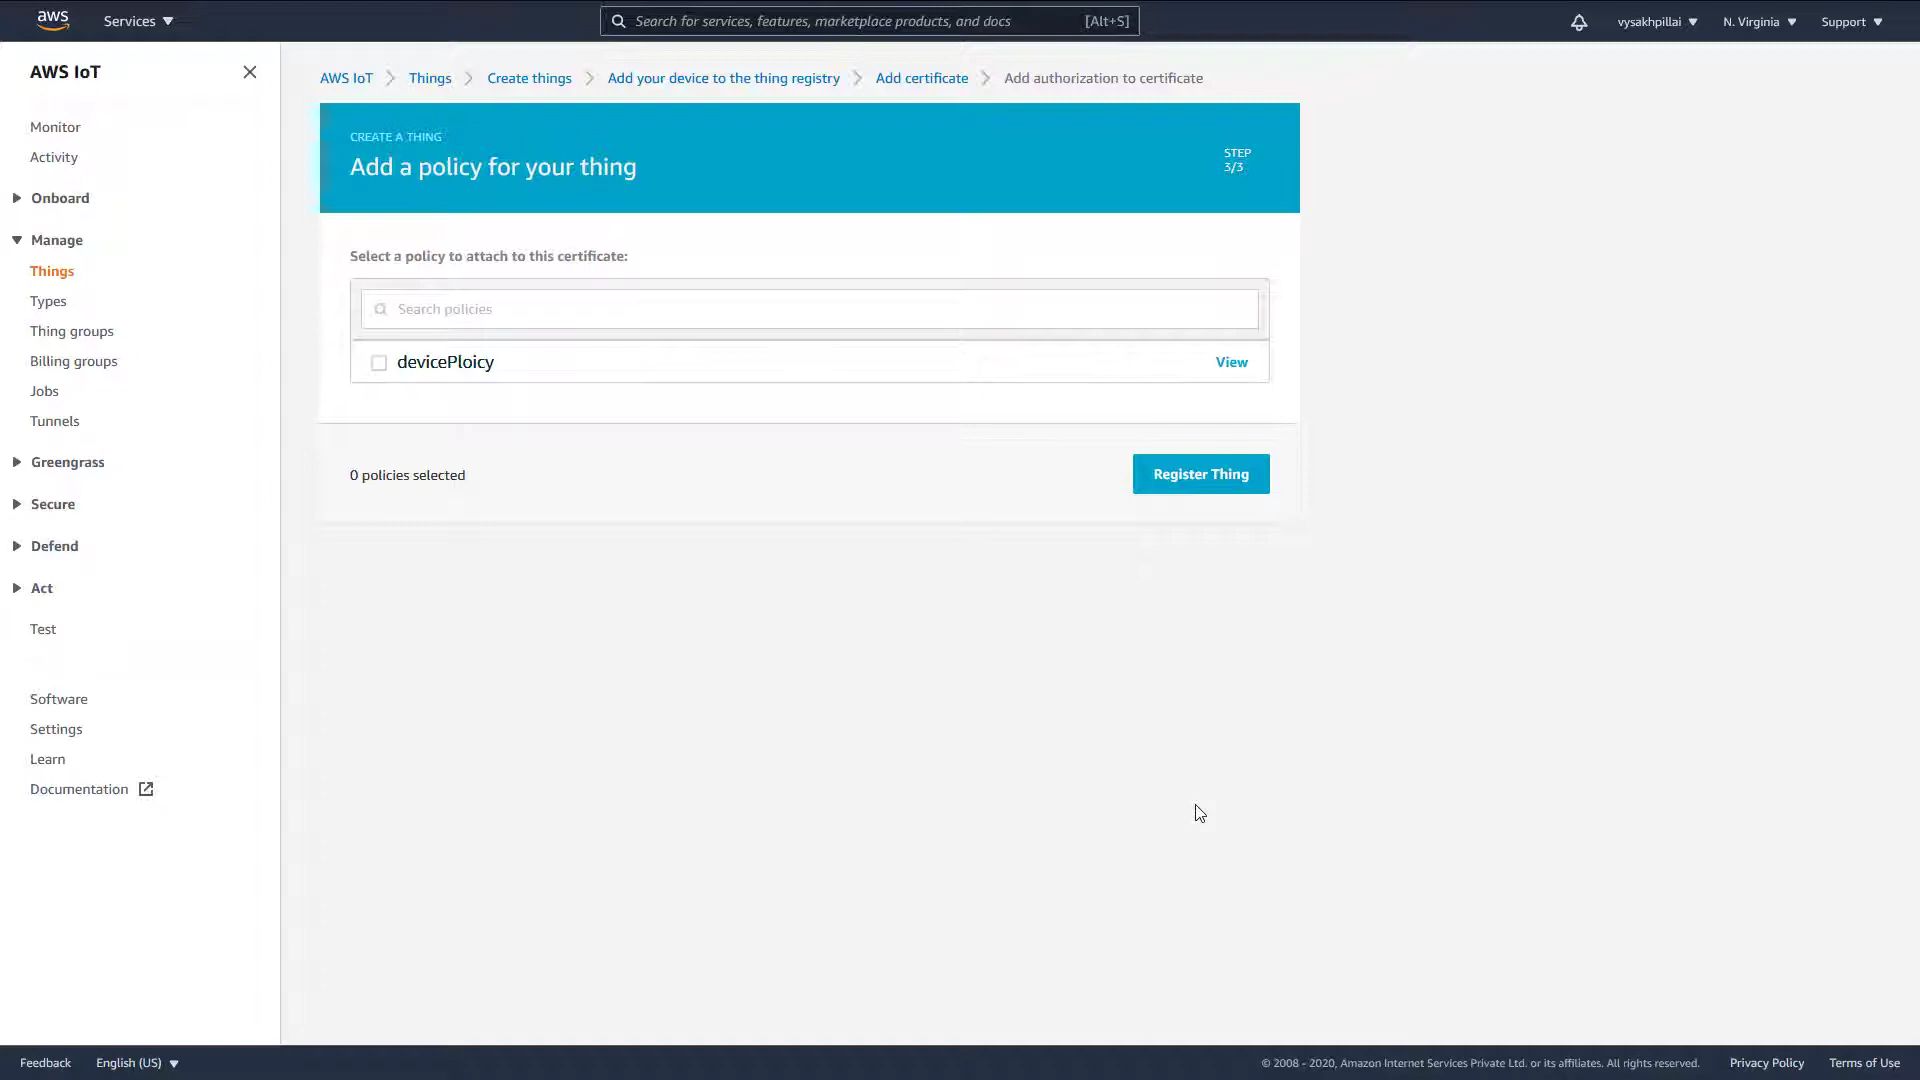 aws
Services
Search for services, features, marketplace products, and docs [Alt+S]
vysakhpillai
N. Virginia
Support
AWS IoT
AWS IoT > Things > Create things > Add your device to the thing registry > Add certificate > Add authorization to certificate
CREATE A THING
Add a policy for your thing
STEP
3/3
Select a policy to attach to this certificate:
Search policies
devicePloicy
View
0 policies selected
Register Thing
Monitor
Activity
Onboard
Manage
Things
Types
Thing groups
Billing groups
Jobs
Tunnels
Greengrass
Secure
Defend
Act
Test
Software
Settings
Learn
Documentation
Feedback
English (US)
© 2008 - 2020, Amazon Internet Services Private Ltd. or its affiliates. All rights reserved.
Privacy Policy
Terms of Use